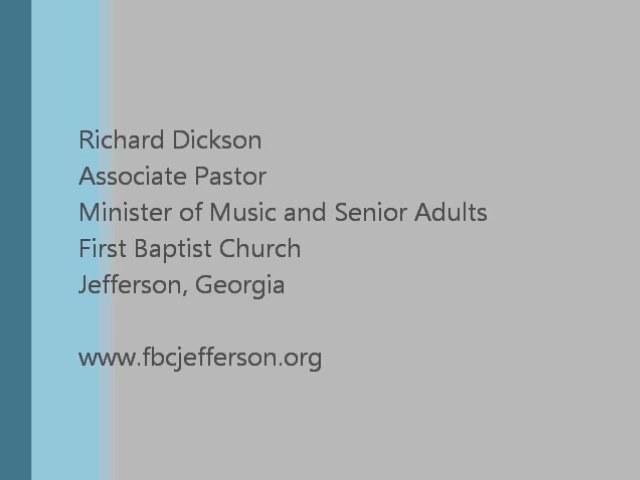 Richard Dickson
Associate Pastor
Minister of Music and Senior Adults
First Baptist Church
Jefferson, Georgia
www.fbcjefferson.org